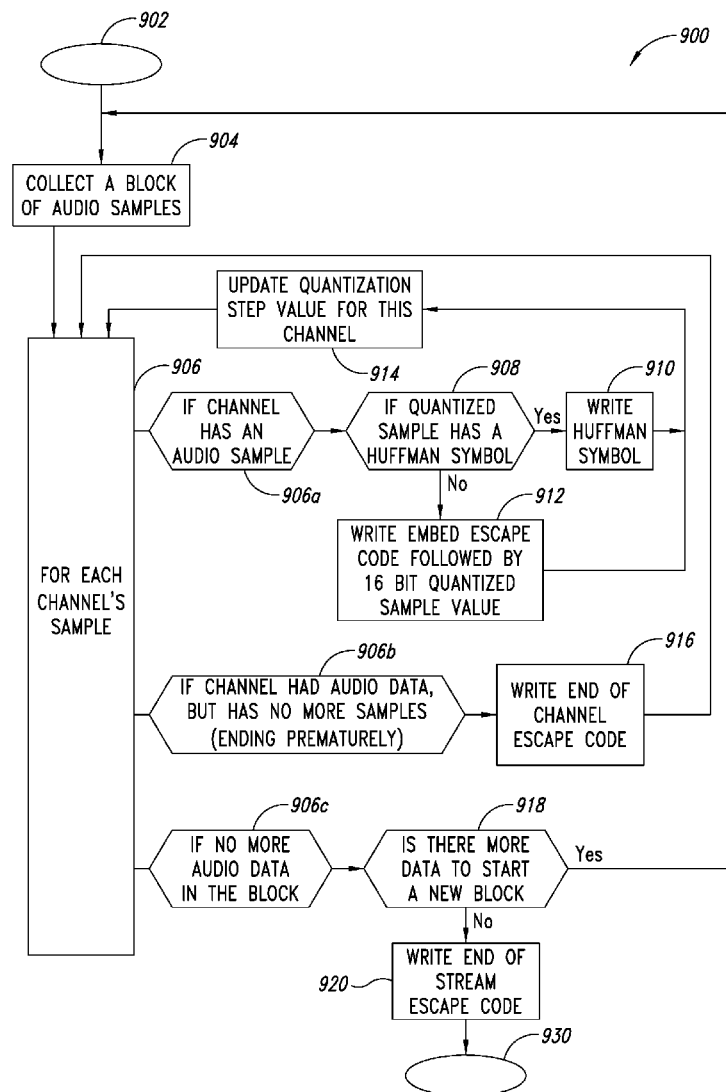 902
900
904
COLLECT A BLOCK
OF AUDIO SAMPLES
UPDATE QUANTIZATION
STEP VALUE FOR THIS
CHANNEL
914
906
908
910
IF CHANNEL
HAS AN
AUDIO SAMPLE
906a
IF QUANTIZED
SAMPLE HAS A
HUFFMAN SYMBOL
Yes
WRITE
HUFFMAN
SYMBOL
No
912
WRITE EMBED ESCAPE
CODE FOLLOWED BY
16 BIT QUANTIZED
SAMPLE VALUE
FOR EACH
CHANNEL'S
SAMPLE
906b
IF CHANNEL HAD AUDIO DATA,
BUT HAS NO MORE SAMPLES
(ENDING PREMATURELY)
916
WRITE END OF
CHANNEL
ESCAPE CODE
906c
IF NO MORE
AUDIO DATA
IN THE BLOCK
918
IS THERE MORE
DATA TO START
A NEW BLOCK
Yes
No
920
WRITE END OF
STREAM
ESCAPE CODE
930